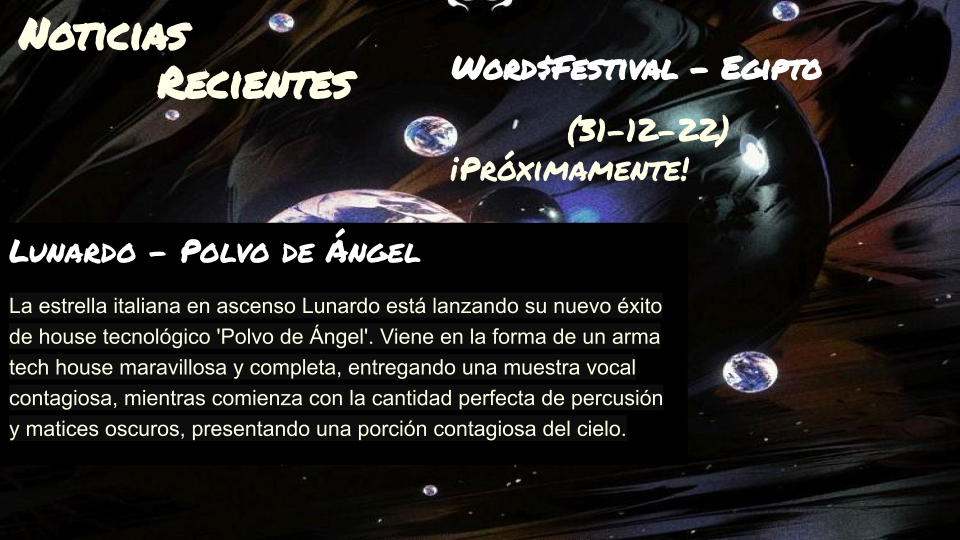 Noticias
Recientes
Word$Festival - Egipto
(31-12-22)
¡Próximamente!
Lunardo - Polvo de Ángel
La estrella italiana en ascenso Lunardo está lanzando su nuevo éxito
de house tecnológico 'Polvo de Ángel'. Viene en la forma de un arma
tech house maravillosa y completa, entregando una muestra vocal
contagiosa, mientras comienza con la cantidad perfecta de percusión
y matices oscuros, presentando una porción contagiosa del cielo.